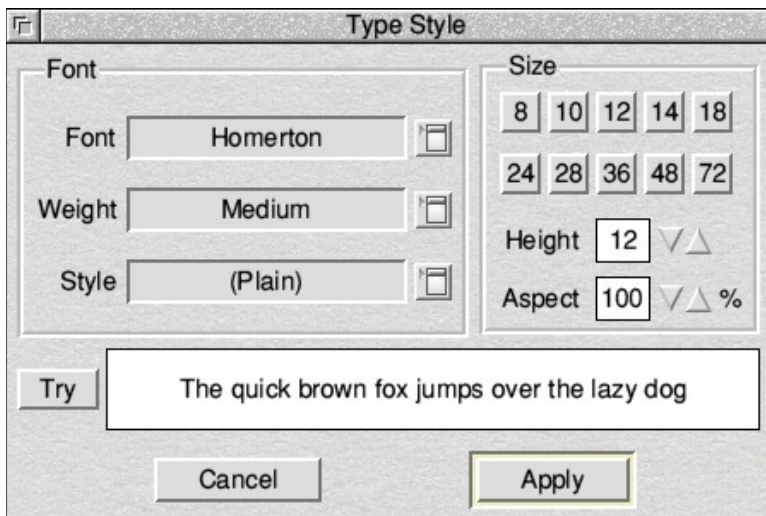 Type Style
Font
Font Homerton
Weight Medium
Style (Plain)
Size
8 10 12 14 18
24 28 36 48 72
Height 12
Aspect 100 %
Try The quick brown fox jumps over the lazy dog
Cancel Apply